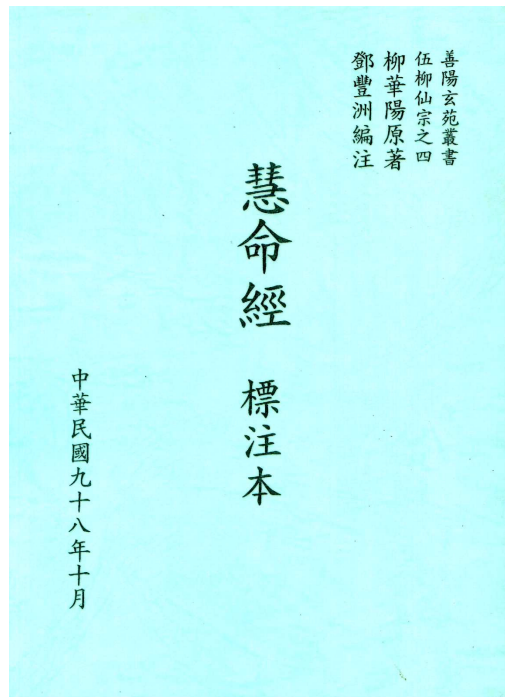 善陽玄苑叢書
伍柳仙宗之四
柳華陽原著
鄧豐洲編注
慧命經 標注本
中華民國九十八年十月